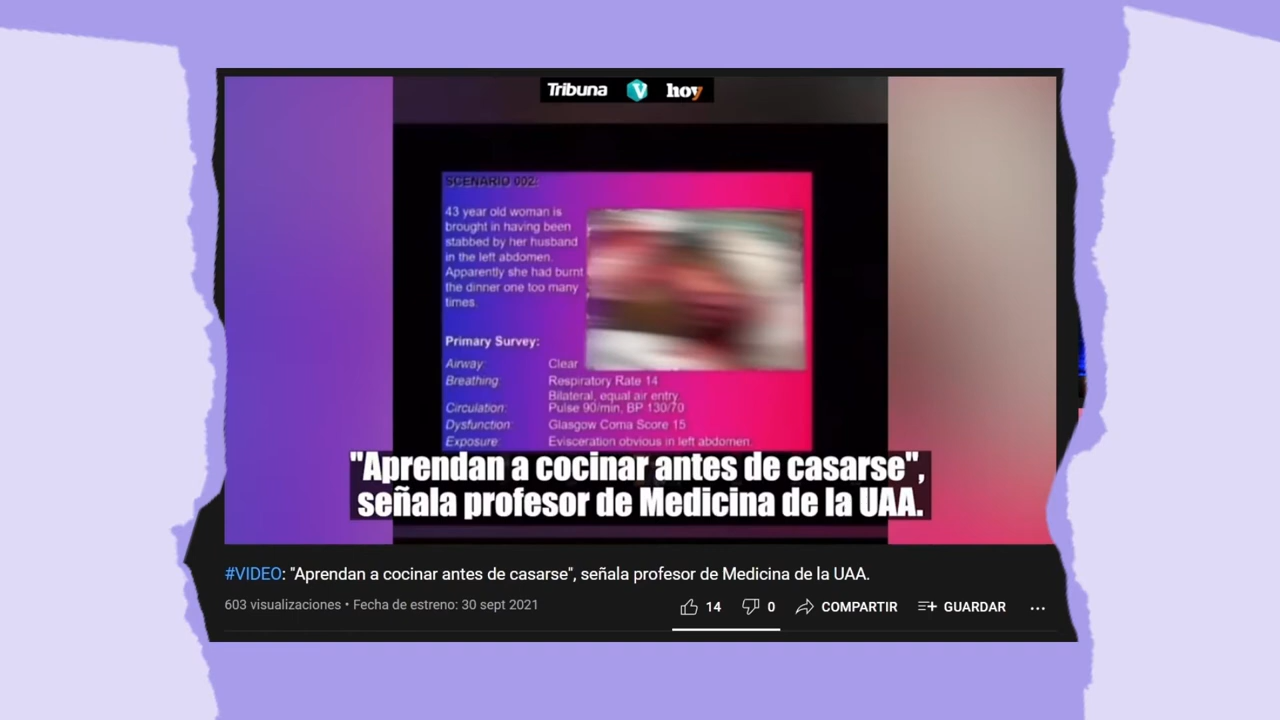 Tribuna V hoy
SCENARIO 002:
43 year old woman is
brought in having been
stabbed by her husband
in the left abdomen.
Apparently she had burnt
the dinner one too many
times.
Primary Survey:
Airway: Clear
Breathing: Respiratory Rate 14
Bilateral, equal air entry.
Circulation: Pulse 90/min, BP 130/70
Dysfunction: Glasgow Coma Score 15
Exposure: Evisceration obvious in left abdomen.
"Aprendan a cocinar antes de casarse",
señala profesor de Medicina de la UAA.
#VIDEO: "Aprendan a cocinar antes de casarse", señala profesor de Medicina de la UAA.
603 visualizaciones • Fecha de estreno: 30 sept 2021
14 0 COMPARTIR GUARDAR ...